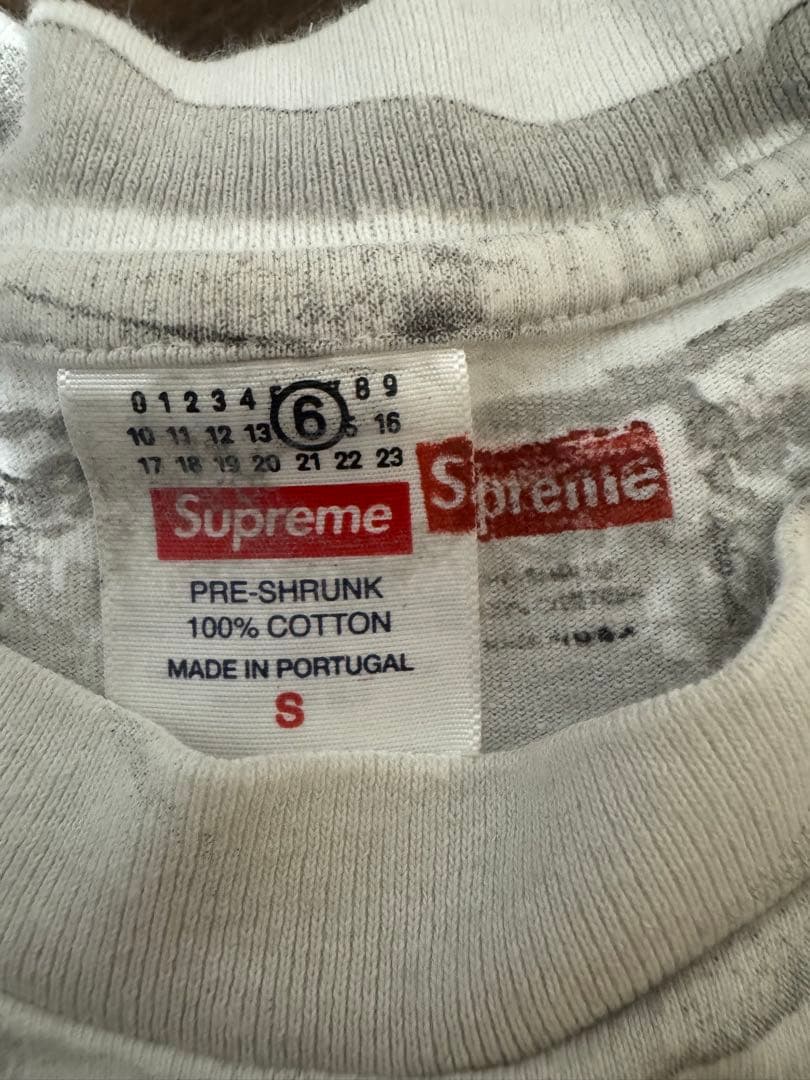 0 1 2 3 4 6 8 9
10 11 12 13 16
17 18 19 20 21 22 23
Supreme
PRE-SHRUNK
100% COTTON
MADE IN PORTUGAL
S
Supreme